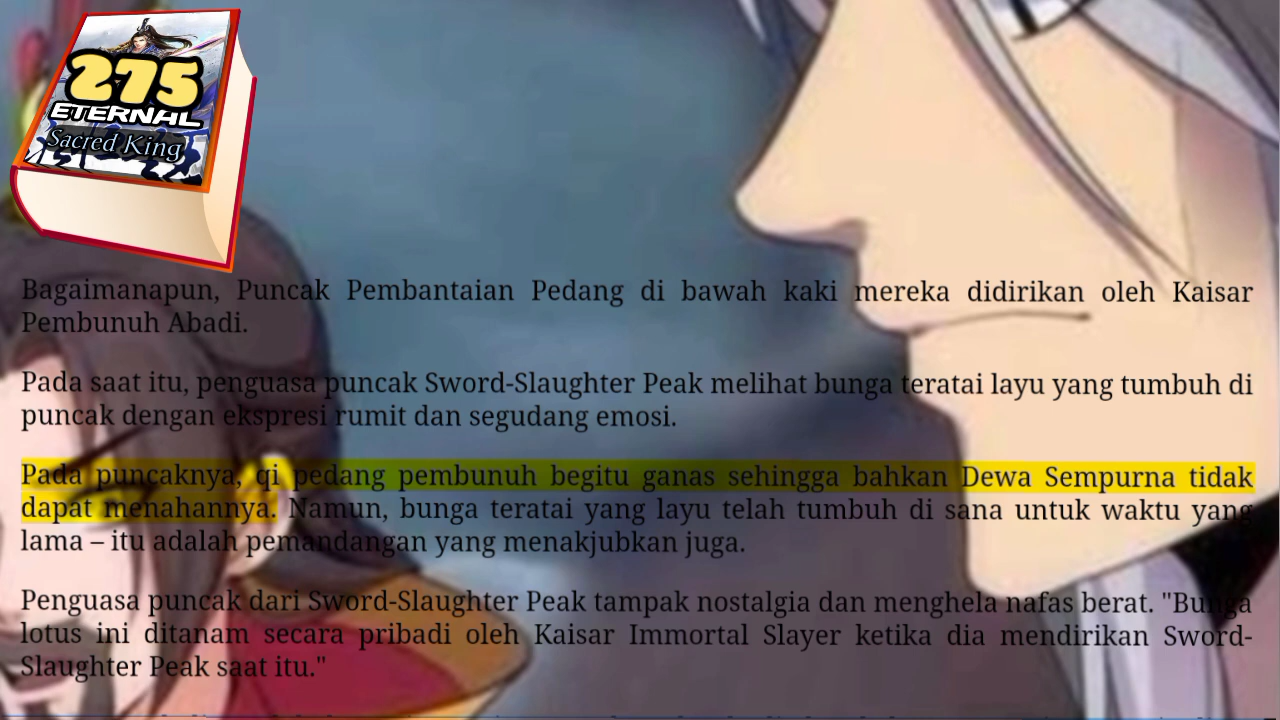 275
ETERNAL
Sacred King
Bagaimanapun, Puncak Pembantaian Pedang di bawah kaki mereka didirikan oleh Kaisar
Pembunuh Abadi.
Pada saat itu, penguasa puncak Sword-Slaughter Peak melihat bunga teratai layu yang tumbuh di
puncak dengan ekspresi rumit dan segudang emosi.
Pada puncaknya, qi pedang pembunuh begitu ganas sehingga bahkan Dewa Sempurna tidak
dapat menahannya. Namun, bunga teratai yang layu telah tumbuh di sana untuk waktu yang
lama – itu adalah pemandangan yang menakjubkan juga.
Penguasa puncak dari Sword-Slaughter Peak tampak nostalgia dan menghela nafas berat. "Bunga
lotus ini ditanam secara pribadi oleh Kaisar Immortal Slayer ketika dia mendirikan Sword-
Slaughter Peak saat itu."